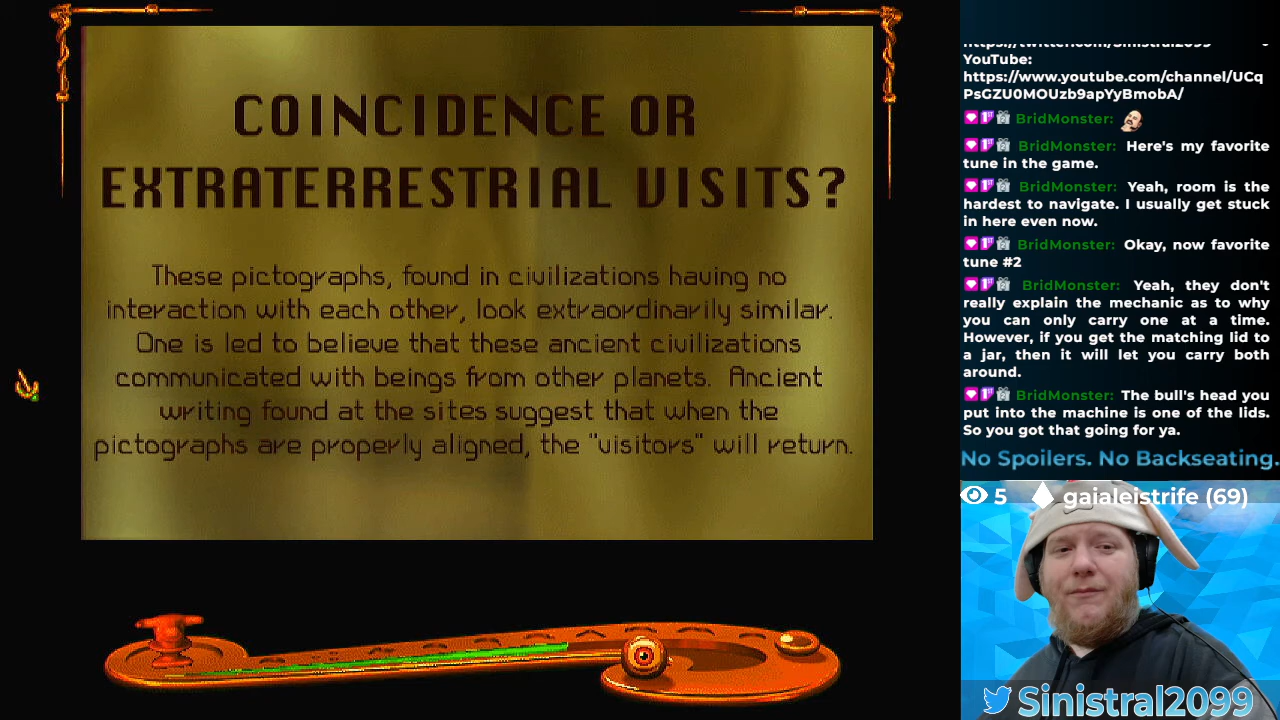 COINCIDENCE OR
EXTRATERRESTRIAL VISITS?
These pictographs, found in civilizations having no
interaction with each other, look extraordinarily similar.
One is led to believe that these ancient civilizations
communicated with beings from other planets. Ancient
writing found at the sites suggest that when the
pictographs are properly aligned, the "visitors" will return.
https://twitter.com/Sinistral2099 -
YouTube:
https://www.youtube.com/channel/UCq
PsGZU0MOUzb9apYyBmobA/
BridMonster:
BridMonster: Here's my favorite
tune in the game.
BridMonster: Yeah, room is the
hardest to navigate. I usually get stuck
in here even now.
BridMonster: Okay, now favorite
tune #2
BridMonster: Yeah, they don't
really explain the mechanic as to why
you can only carry one at a time.
However, if you get the matching lid to
a jar, then it will let you carry both
around.
BridMonster: The bull's head you
put into the machine is one of the lids.
So you got that going for ya.
No Spoilers. No Backseating.
5 gaialeistrife (69)
Sinistral2099